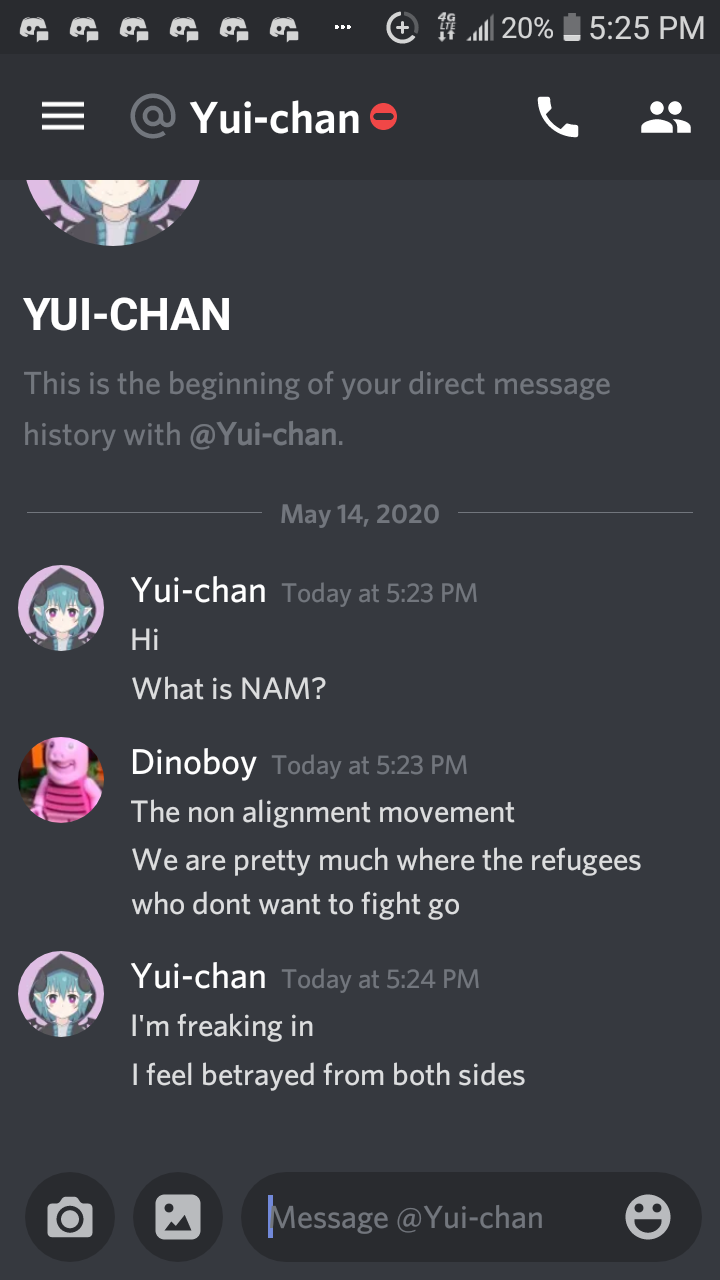 4G
LTE
20%
5:25 PM
@ Yui-chan
YUI-CHAN
This is the beginning of your direct message
history with @Yui-chan.
May 14, 2020
Yui-chan Today at 5:23 PM
Hi
What is NAM?
Dinoboy Today at 5:23 PM
The non alignment movement
We are pretty much where the refugees
who dont want to fight go
Yui-chan Today at 5:24 PM
I'm freaking in
I feel betrayed from both sides
Message @Yui-chan